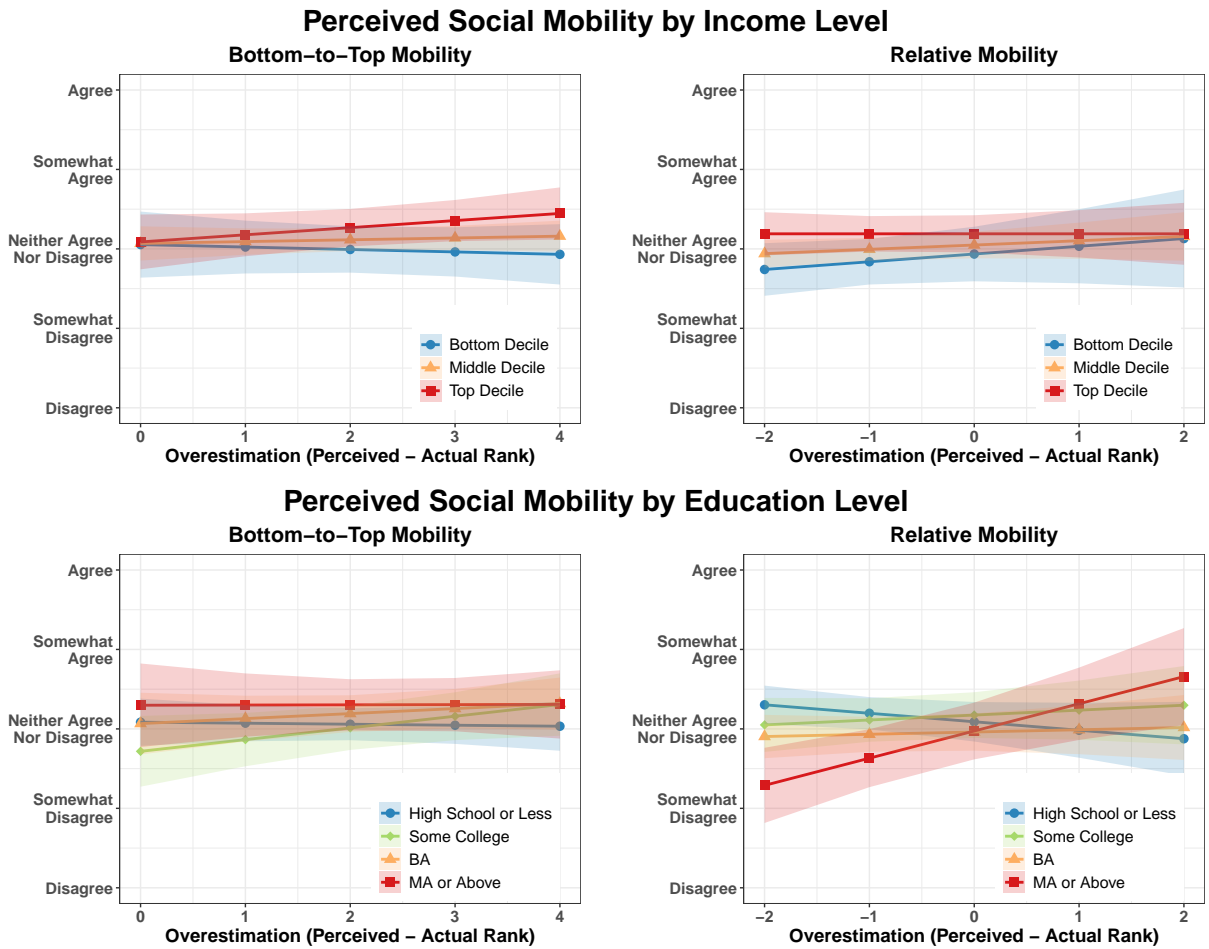 Perceived Social Mobility by Income Level
Bottom−to−Top Mobility
Agree
Somewhat
Agree
Neither Agree
Nor Disagree
Somewhat
Disagree
Disagree
Bottom Decile
Middle Decile
Top Decile
0 1 2 3 4
Overestimation (Perceived − Actual Rank)
Relative Mobility
Agree
Somewhat
Agree
Neither Agree
Nor Disagree
Somewhat
Disagree
Disagree
Bottom Decile
Middle Decile
Top Decile
−2 −1 0 1 2
Overestimation (Perceived − Actual Rank)
Perceived Social Mobility by Education Level
Bottom−to−Top Mobility
Agree
Somewhat
Agree
Neither Agree
Nor Disagree
Somewhat
Disagree
Disagree
High School or Less
Some College
BA
MA or Above
0 1 2 3 4
Overestimation (Perceived − Actual Rank)
Relative Mobility
Agree
Somewhat
Agree
Neither Agree
Nor Disagree
Somewhat
Disagree
Disagree
High School or Less
Some College
BA
MA or Above
−2 −1 0 1 2
Overestimation (Perceived − Actual Rank)